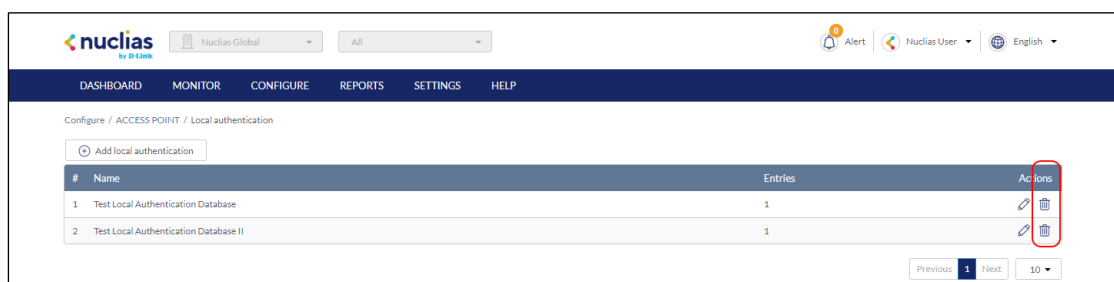 0
nuclias Nuclias Global All Alert Nuclias User English
by D-Link
DASHBOARD MONITOR CONFIGURE REPORTS SETTINGS HELP
Configure / ACCESS POINT / Local authentication
Add local authentication
# Name Entries Actions
1 Test Local Authentication Database 1
2 Test Local Authentication Database II 1
Previous 1 Next 10